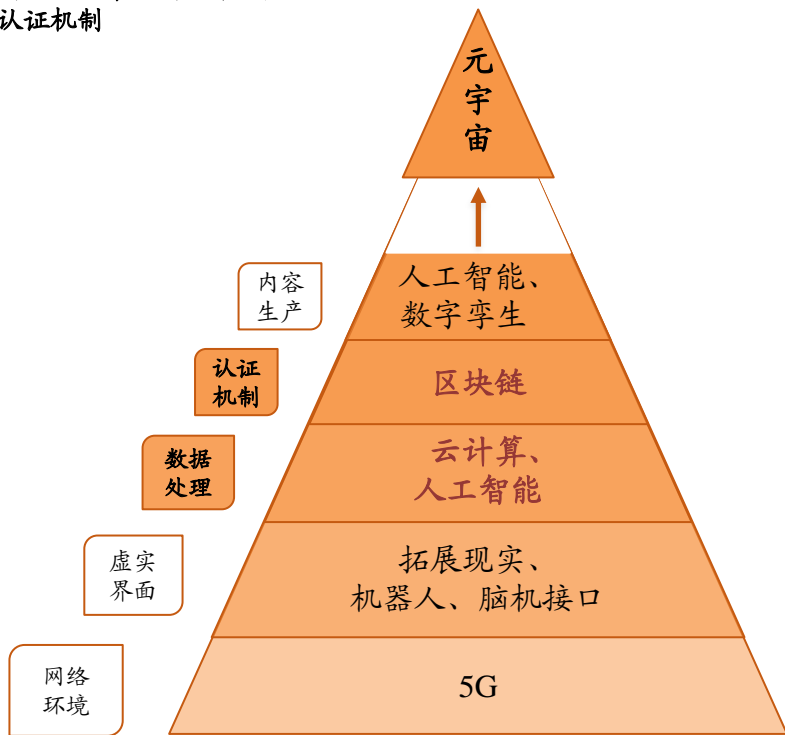 认证机制
元
宇
宙
内容
生产
人工智能、
数字孪生
认证
机制
区块链
数据
处理
云计算、
人工智能
虚实
界面
拓展现实、
机器人、脑机接口
网络
环境
5G